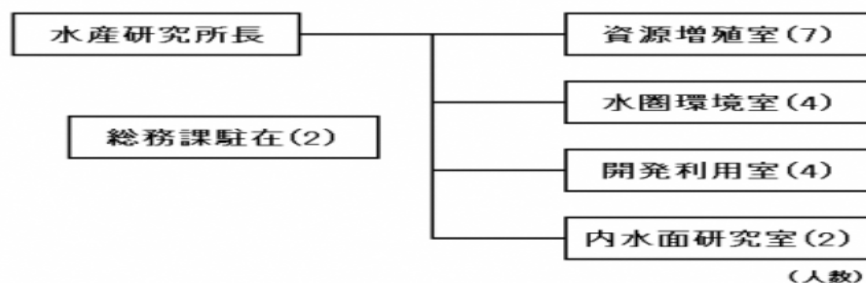 水産研究所長
資源増殖室(7)
水圏環境室(4)
総務課駐在(2)
開発利用室(4)
内水面研究室(2)
(人数)